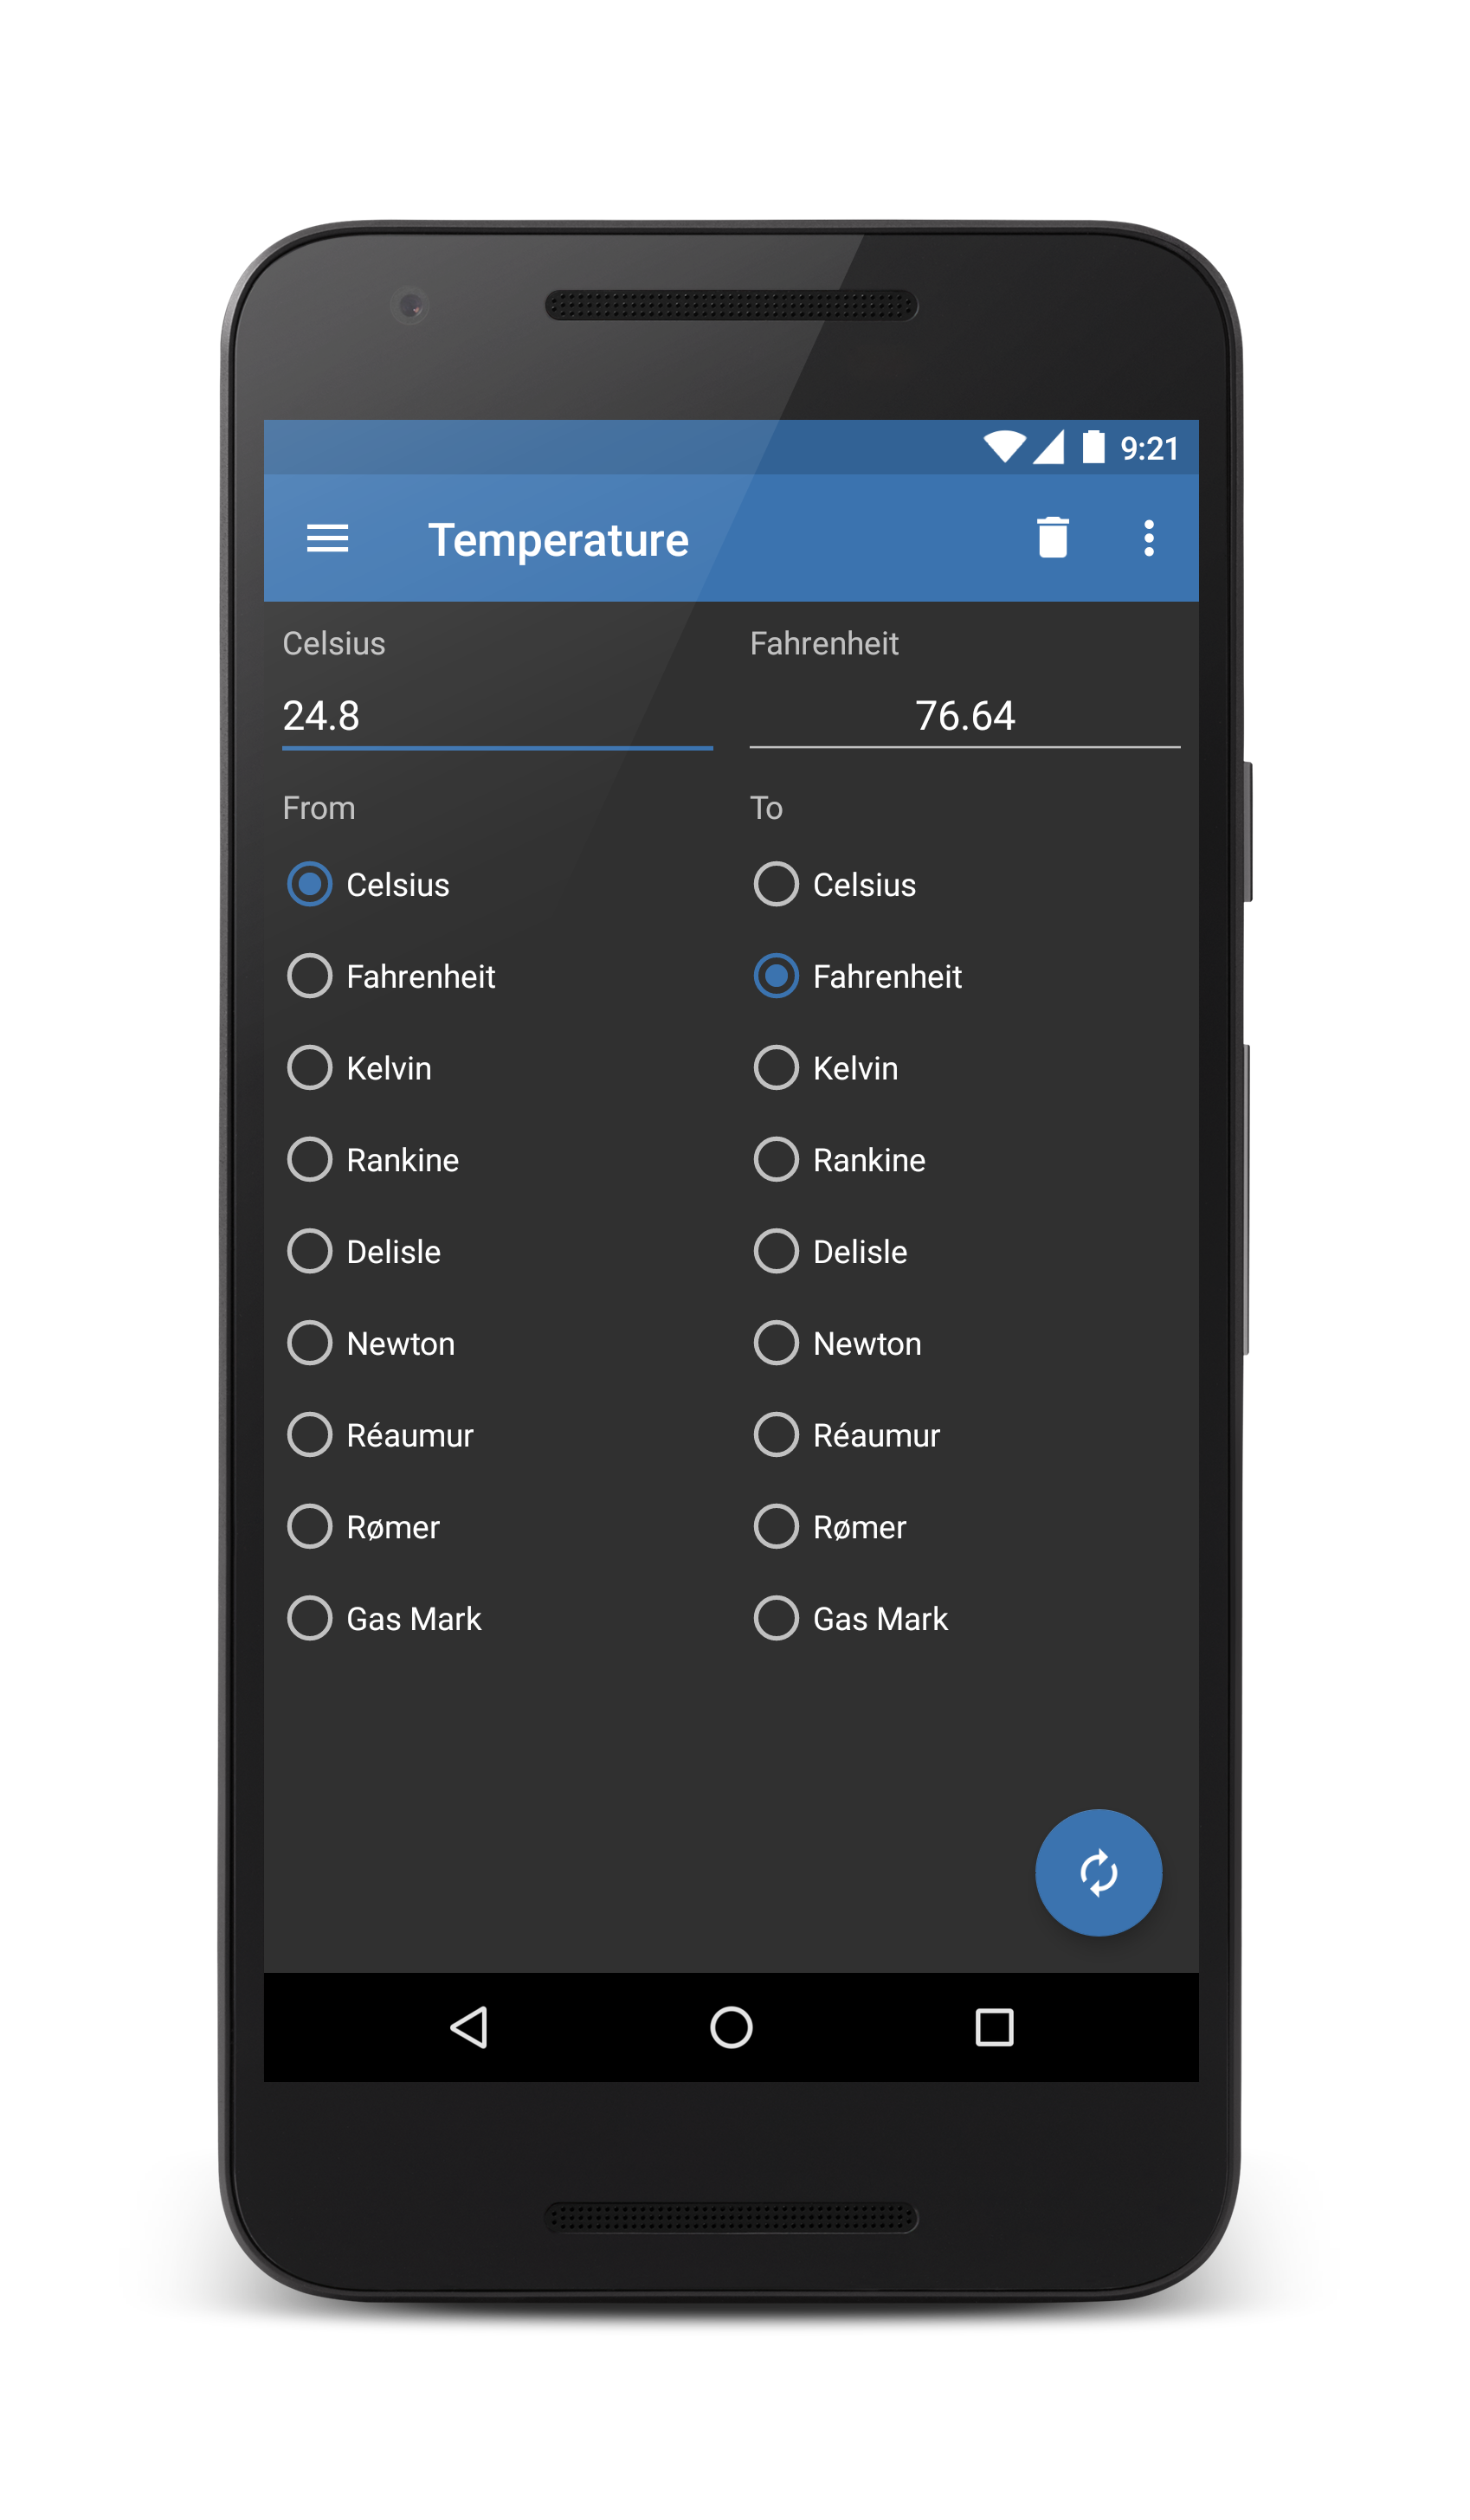 9:21
Temperature
Celsius Fahrenheit
24.8 76.64
From To
Celsius Celsius
Fahrenheit Fahrenheit
Kelvin Kelvin
Rankine Rankine
Delisle Delisle
Newton Newton
Réaumur Réaumur
Rømer Rømer
Gas Mark Gas Mark